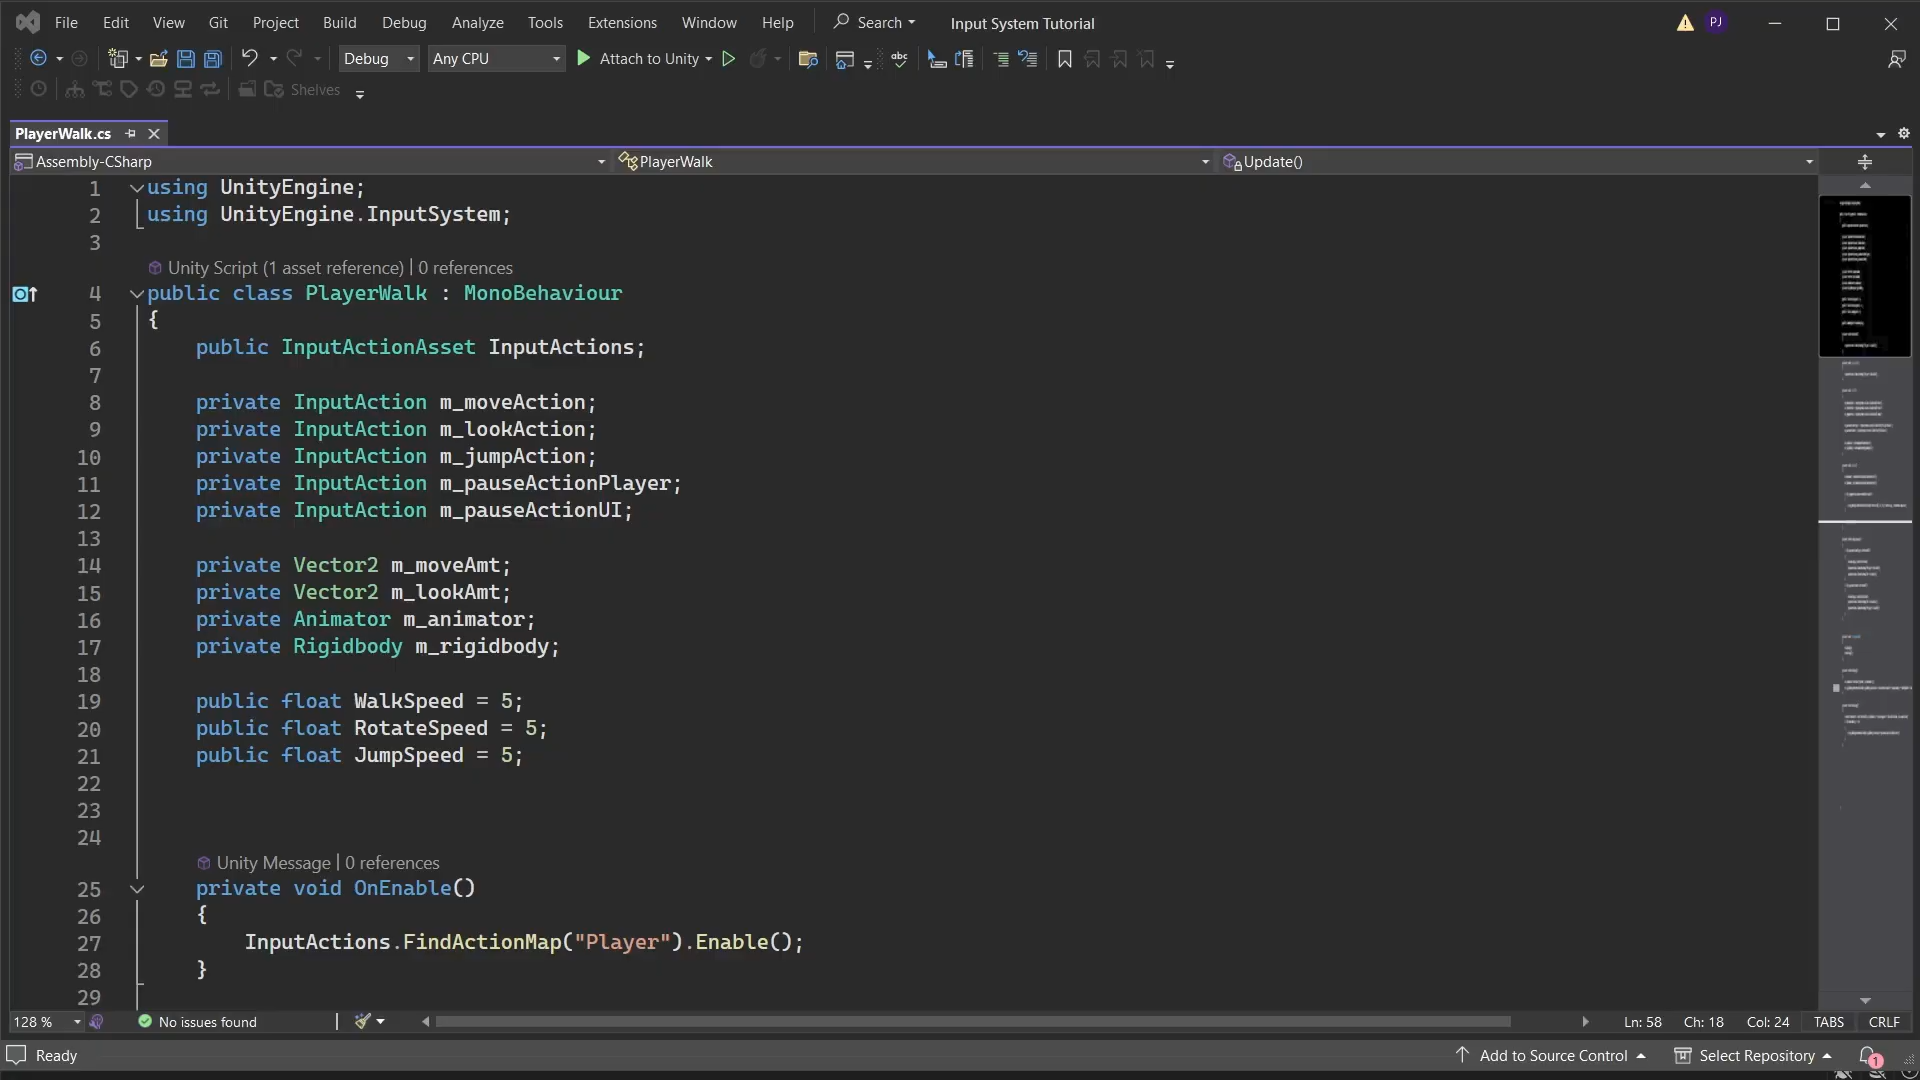 File Edit View Git Project Build Debug Analyze Tools Extensions Window Help Search Input System Tutorial PJ
Debug Any CPU Attach to Unity abc
Shelves
PlayerWalk.cs
Assembly-CSharp PlayerWalk Update()
1 using UnityEngine;
2 using UnityEngine.InputSystem;
3
Unity Script (1 asset reference) | 0 references
4 public class PlayerWalk : MonoBehaviour
5 {
6 public InputActionAsset InputActions;
7
8 private InputAction m_moveAction;
9 private InputAction m_lookAction;
10 private InputAction m_jumpAction;
11 private InputAction m_pauseActionPlayer;
12 private InputAction m_pauseActionUI;
13
14 private Vector2 m_moveAmt;
15 private Vector2 m_lookAmt;
16 private Animator m_animator;
17 private Rigidbody m_rigidbody;
18
19 public float WalkSpeed = 5;
20 public float RotateSpeed = 5;
21 public float JumpSpeed = 5;
22
23
24
Unity Message | 0 references
25 private void OnEnable()
26 {
27 InputActions.FindActionMap("Player").Enable();
28 }
29
128 % No issues found Ln: 58 Ch: 18 Col: 24 TABS CRLF
Ready Add to Source Control Select Repository 1